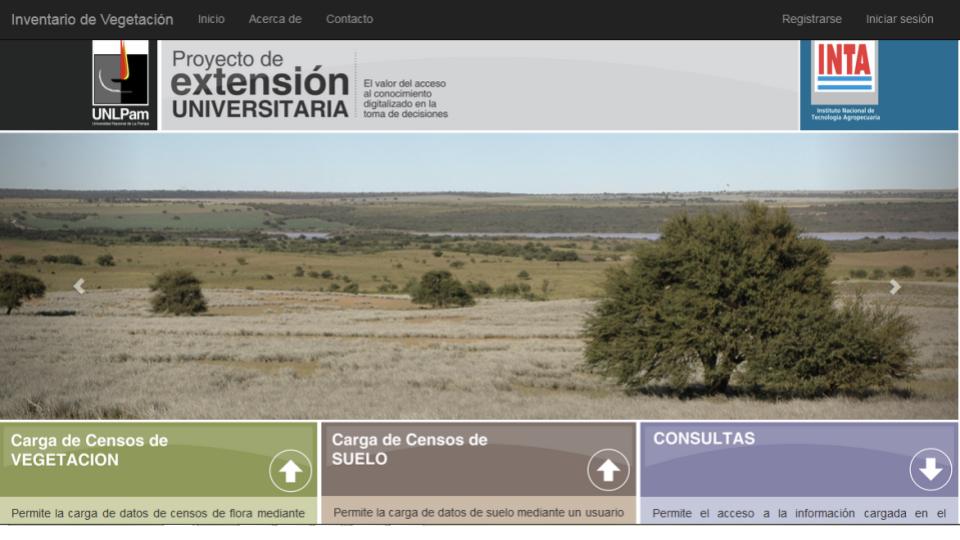 Inventario de Vegetación Inicio Acerca de Contacto Registrarse Iniciar sesión
UNLPam
Universidad Nacional de La Pampa
Proyecto de
extensión
UNIVERSITARIA
El valor del acceso
al conocimiento
digitalizado en la
toma de decisiones
INTA
Instituto Nacional de
Tecnología Agropecuaria
Carga de Censos de
VEGETACION
Permite la carga de datos de censos de flora mediante
Carga de Censos de
SUELO
Permite la carga de datos de suelo mediante un usuario
CONSULTAS
Permite el acceso a la información cargada en el